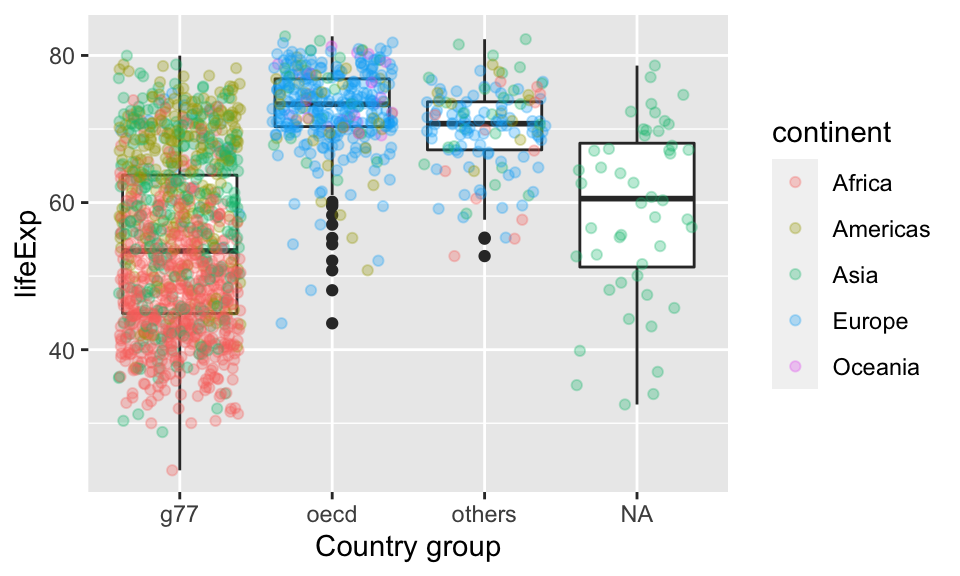 80
60
40
lifeExp
g77
oecd
others
NA
Country group
continent
Africa
Americas
Asia
Europe
Oceania